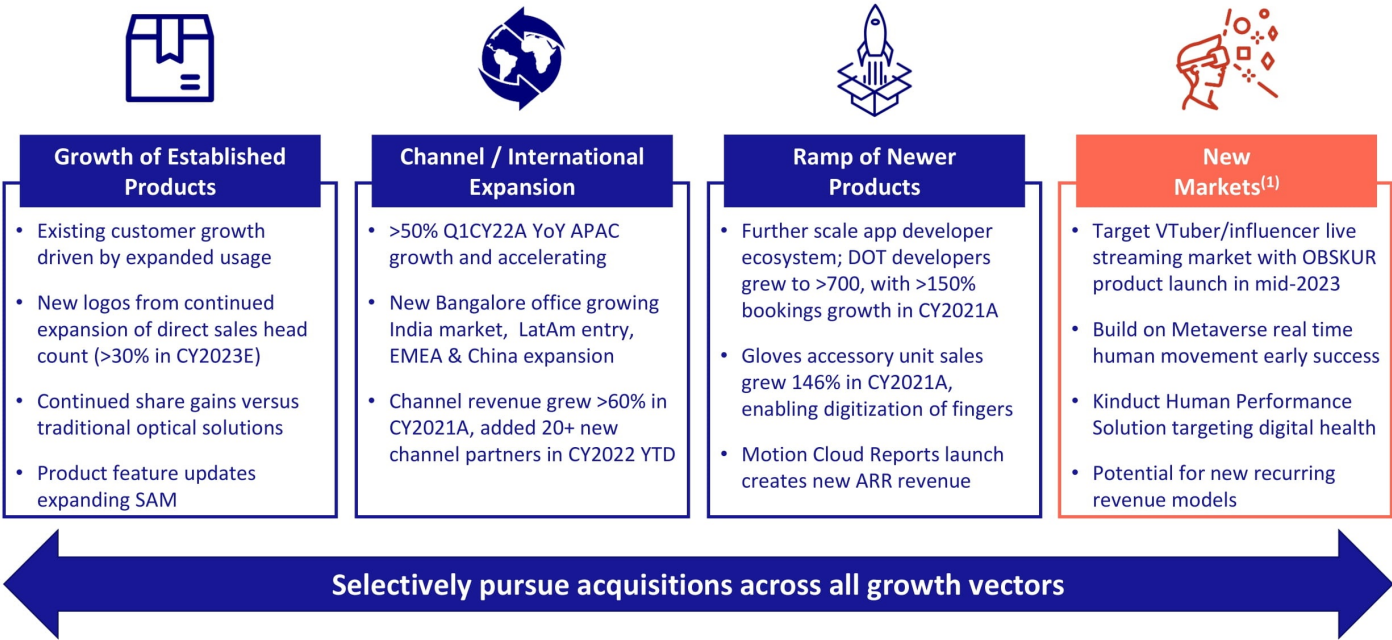 Growth of Established
Products
• Existing customer growth
driven by expanded usage
• New logos from continued
expansion of direct sales head
count (>30% in CY2023E)
• Continued share gains versus
traditional optical solutions
• Product feature updates
expanding SAM
Channel / International
Expansion
• >50% Q1CY22A YoY APAC
growth and accelerating
• New Bangalore office growing
India market, LatAm entry,
EMEA & China expansion
• Channel revenue grew >60% in
CY2021A, added 20+ new
channel partners in CY2022 YTD
Ramp of Newer
Products
• Further scale app developer
ecosystem; DOT developers
grew to >700, with >150%
bookings growth in CY2021A
• Gloves accessory unit sales
grew 146% in CY2021A,
enabling digitization of fingers
• Motion Cloud Reports launch
creates new ARR revenue
New
Markets(1)
• Target VTuber/influencer live
streaming market with OBSKUR
product launch in mid-2023
• Build on Metaverse real time
human movement early success
• Kinduct Human Performance
Solution targeting digital health
• Potential for new recurring
revenue models
Selectively pursue acquisitions across all growth vectors